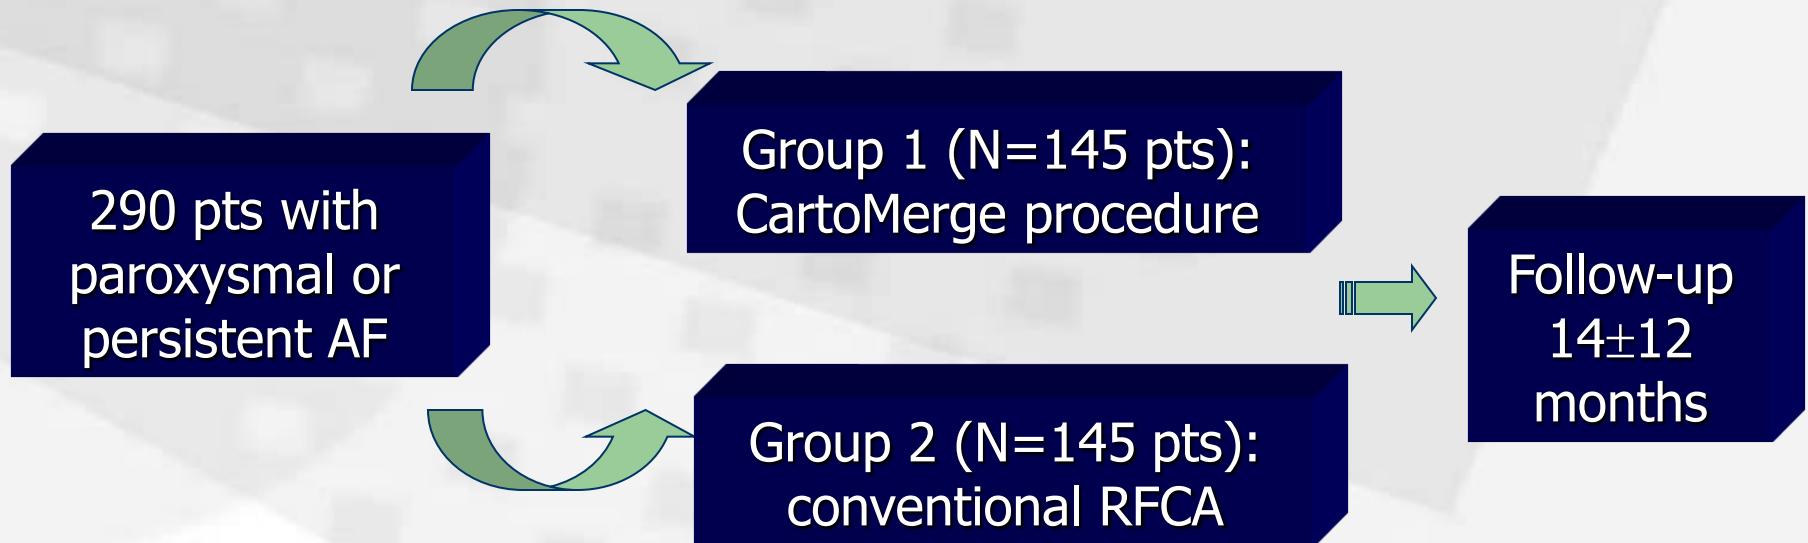 290 pts with
paroxysmal or
persistent AF
Group 1 (N=145 pts):
CartoMerge procedure
Group 2 (N=145 pts):
conventional RFCA
Follow-up
14±12
months